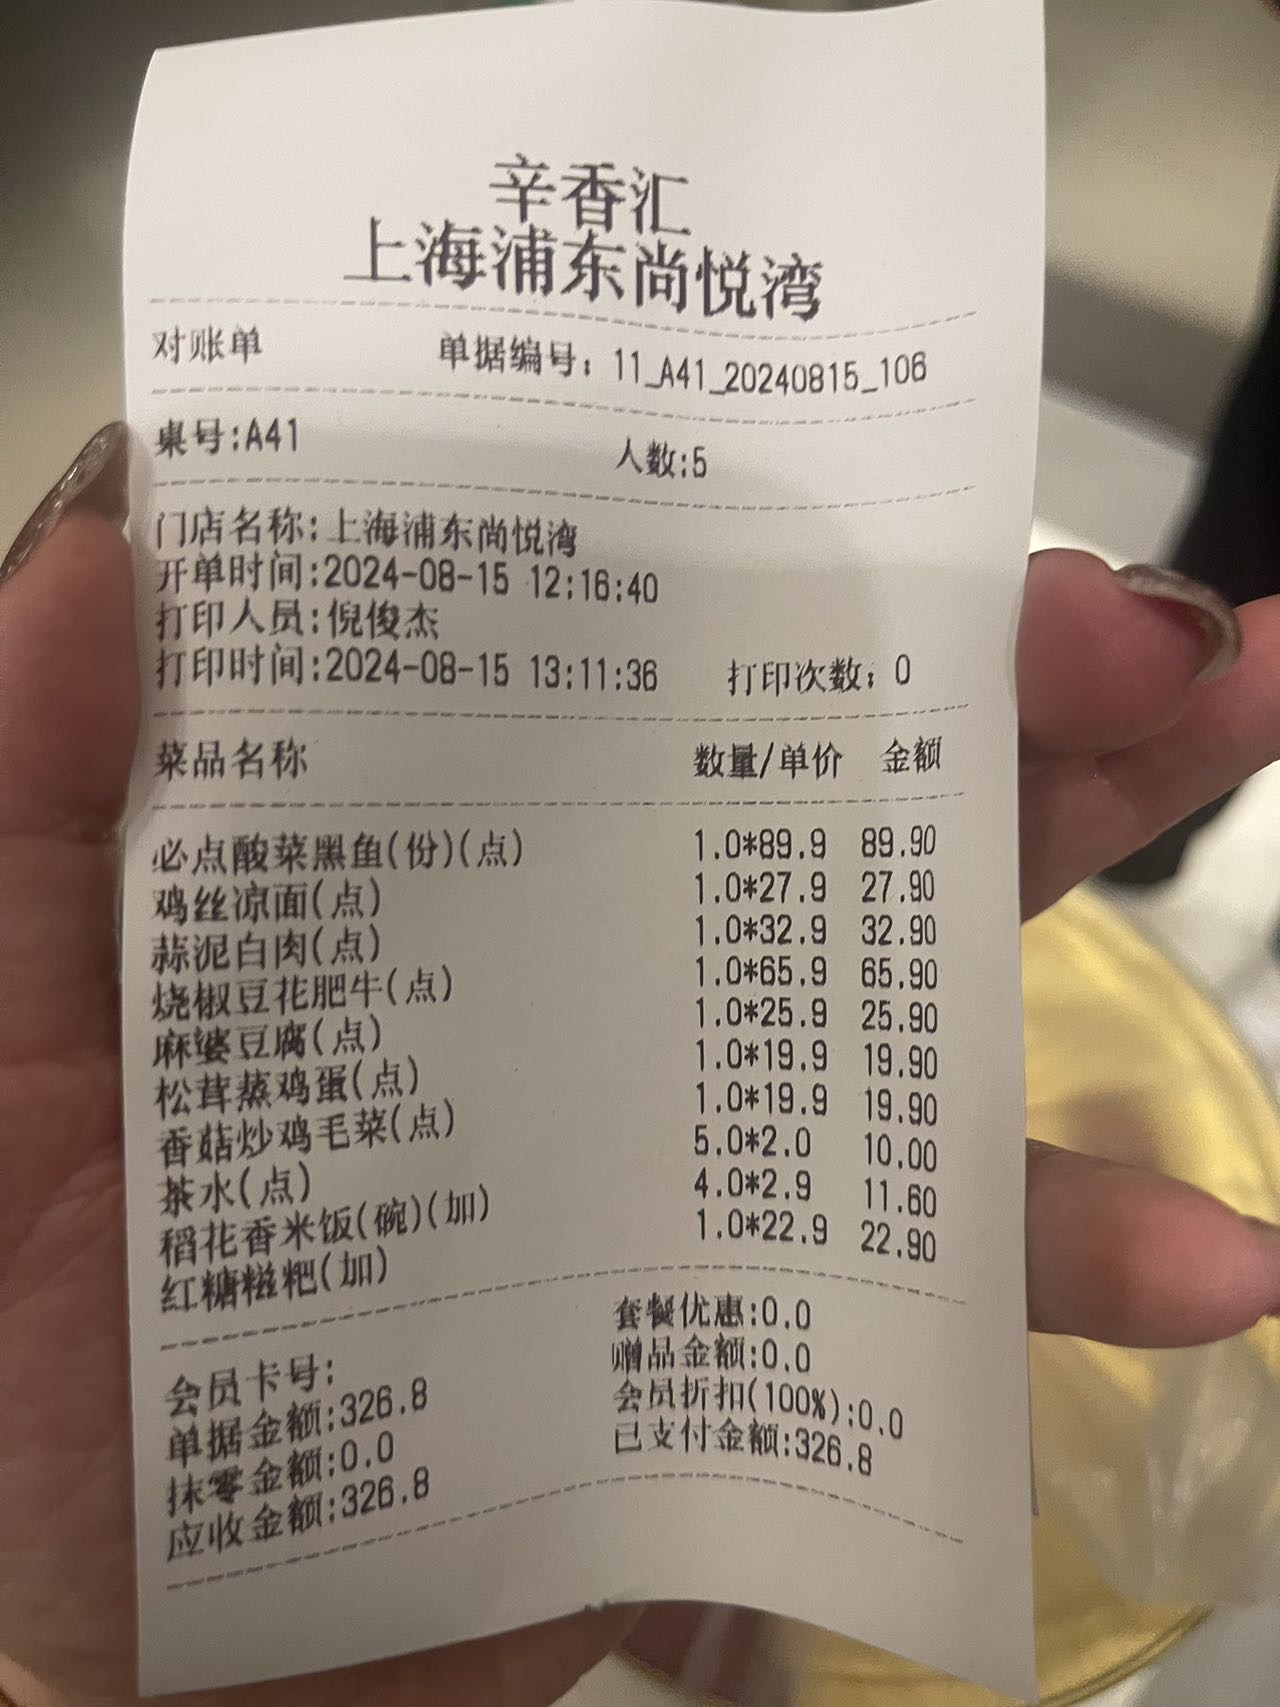 辛香汇
上海浦东尚悦湾
对账单 单据编号: 11_A41_20240815_106
桌号:A41 人数:5
门店名称:上海浦东尚悦湾
开单时间:2024-08-15 12:16:40
打印人员:倪俊杰
打印时间:2024-08-15 13:11:36 打印次数: 0
菜品名称 数量/单价 金额
必点酸菜黑鱼(份)(点) 1.0*89.9 89.90
鸡丝凉面(点) 1.0*27.9 27.90
蒜泥白肉(点) 1.0*32.9 32.90
烧椒豆花肥牛(点) 1.0*65.9 65.90
麻婆豆腐(点) 1.0*25.9 25.90
松茸蒸鸡蛋(点) 1.0*19.9 19.90
香菇炒鸡毛菜(点) 1.0*19.9 19.90
茶水(点) 5.0*2.0 10.00
稻花香米饭(碗)(加) 4.0*2.9 11.60
红糖糍粑(加) 1.0*22.9 22.90
会员卡号: 套餐优惠:0.0
单据金额:326.8 赠品金额:0.0
抹零金额:0.0 会员折扣(100%):0.0
应收金额:326.8 已支付金额:326.8